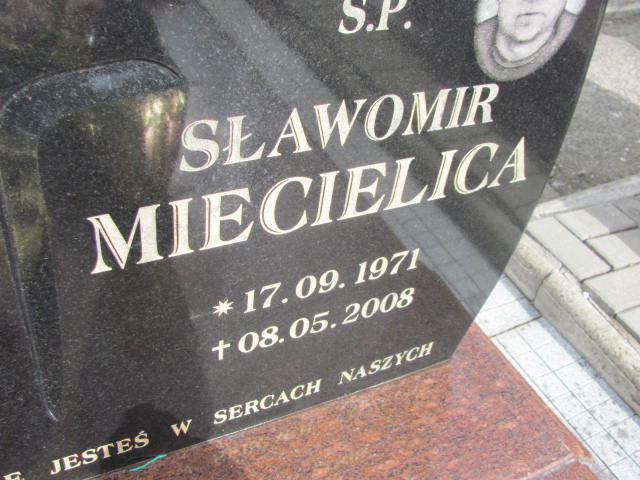 Ś.P.
SŁAWOMIR
MIECIELICA
* 17.09.1971
✝ 08.05.2008
JESTEŚ W SERCACH NASZYCH